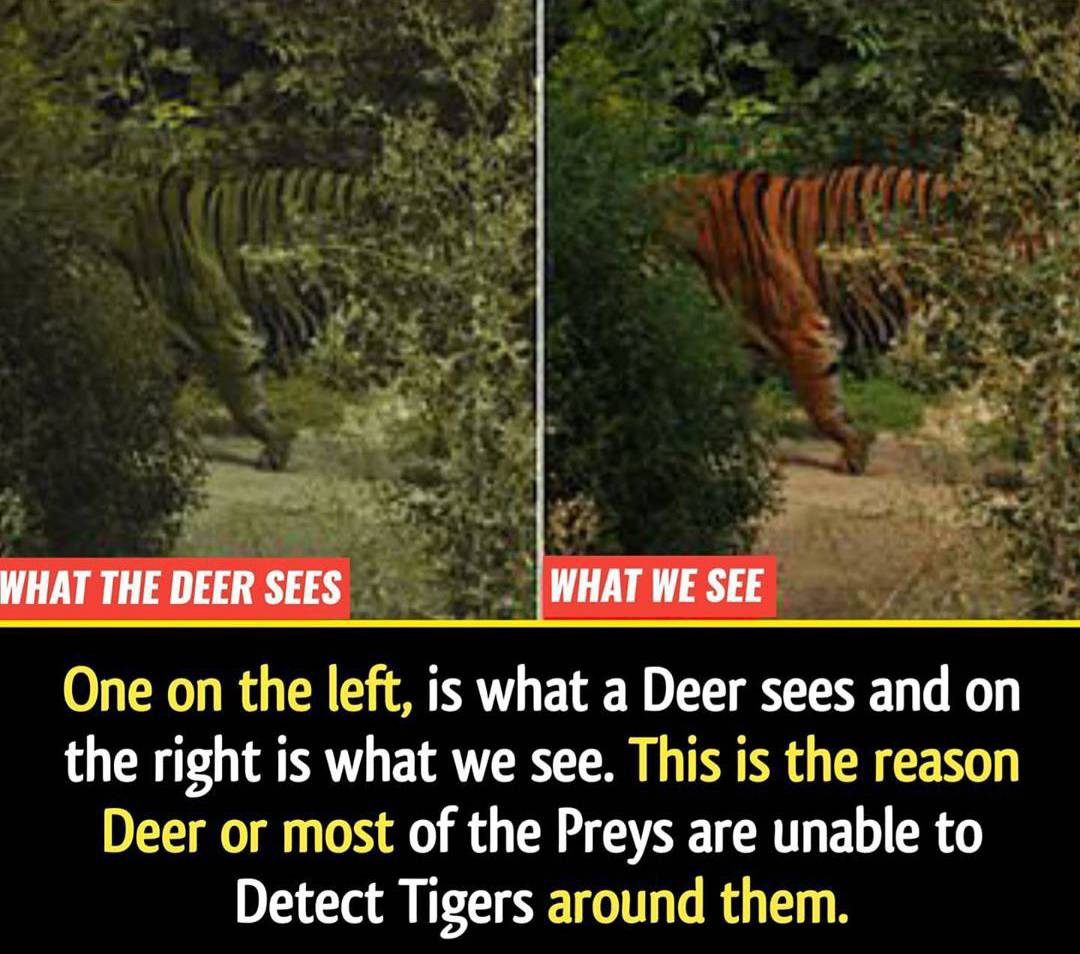 WHAT THE DEER SEES
WHAT WE SEE
One on the left, is what a Deer sees and on
the right is what we see. This is the reason
Deer or most of the Preys are unable to
Detect Tigers around them.